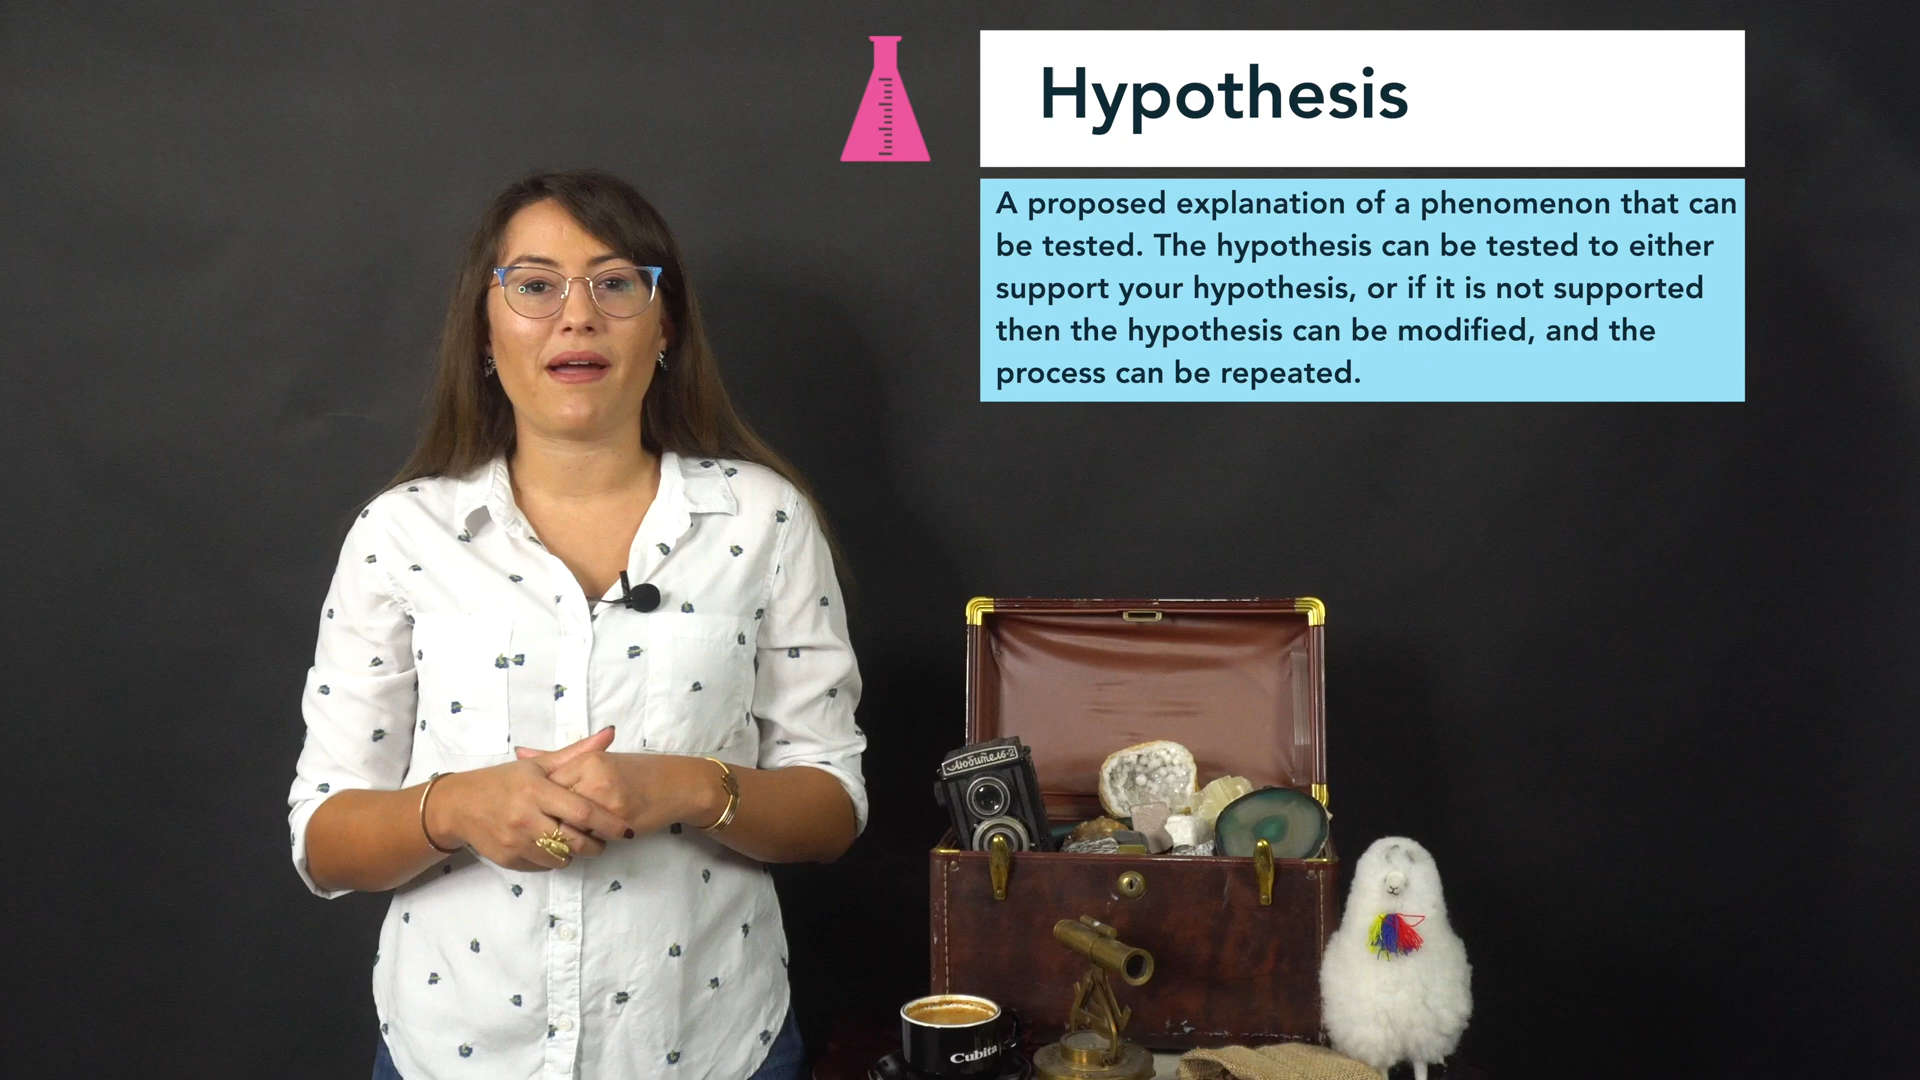 Hypothesis
A proposed explanation of a phenomenon that can
be tested. The hypothesis can be tested to either
support your hypothesis, or if it is not supported
then the hypothesis can be modified, and the
process can be repeated.
Любитель-2
Cubita